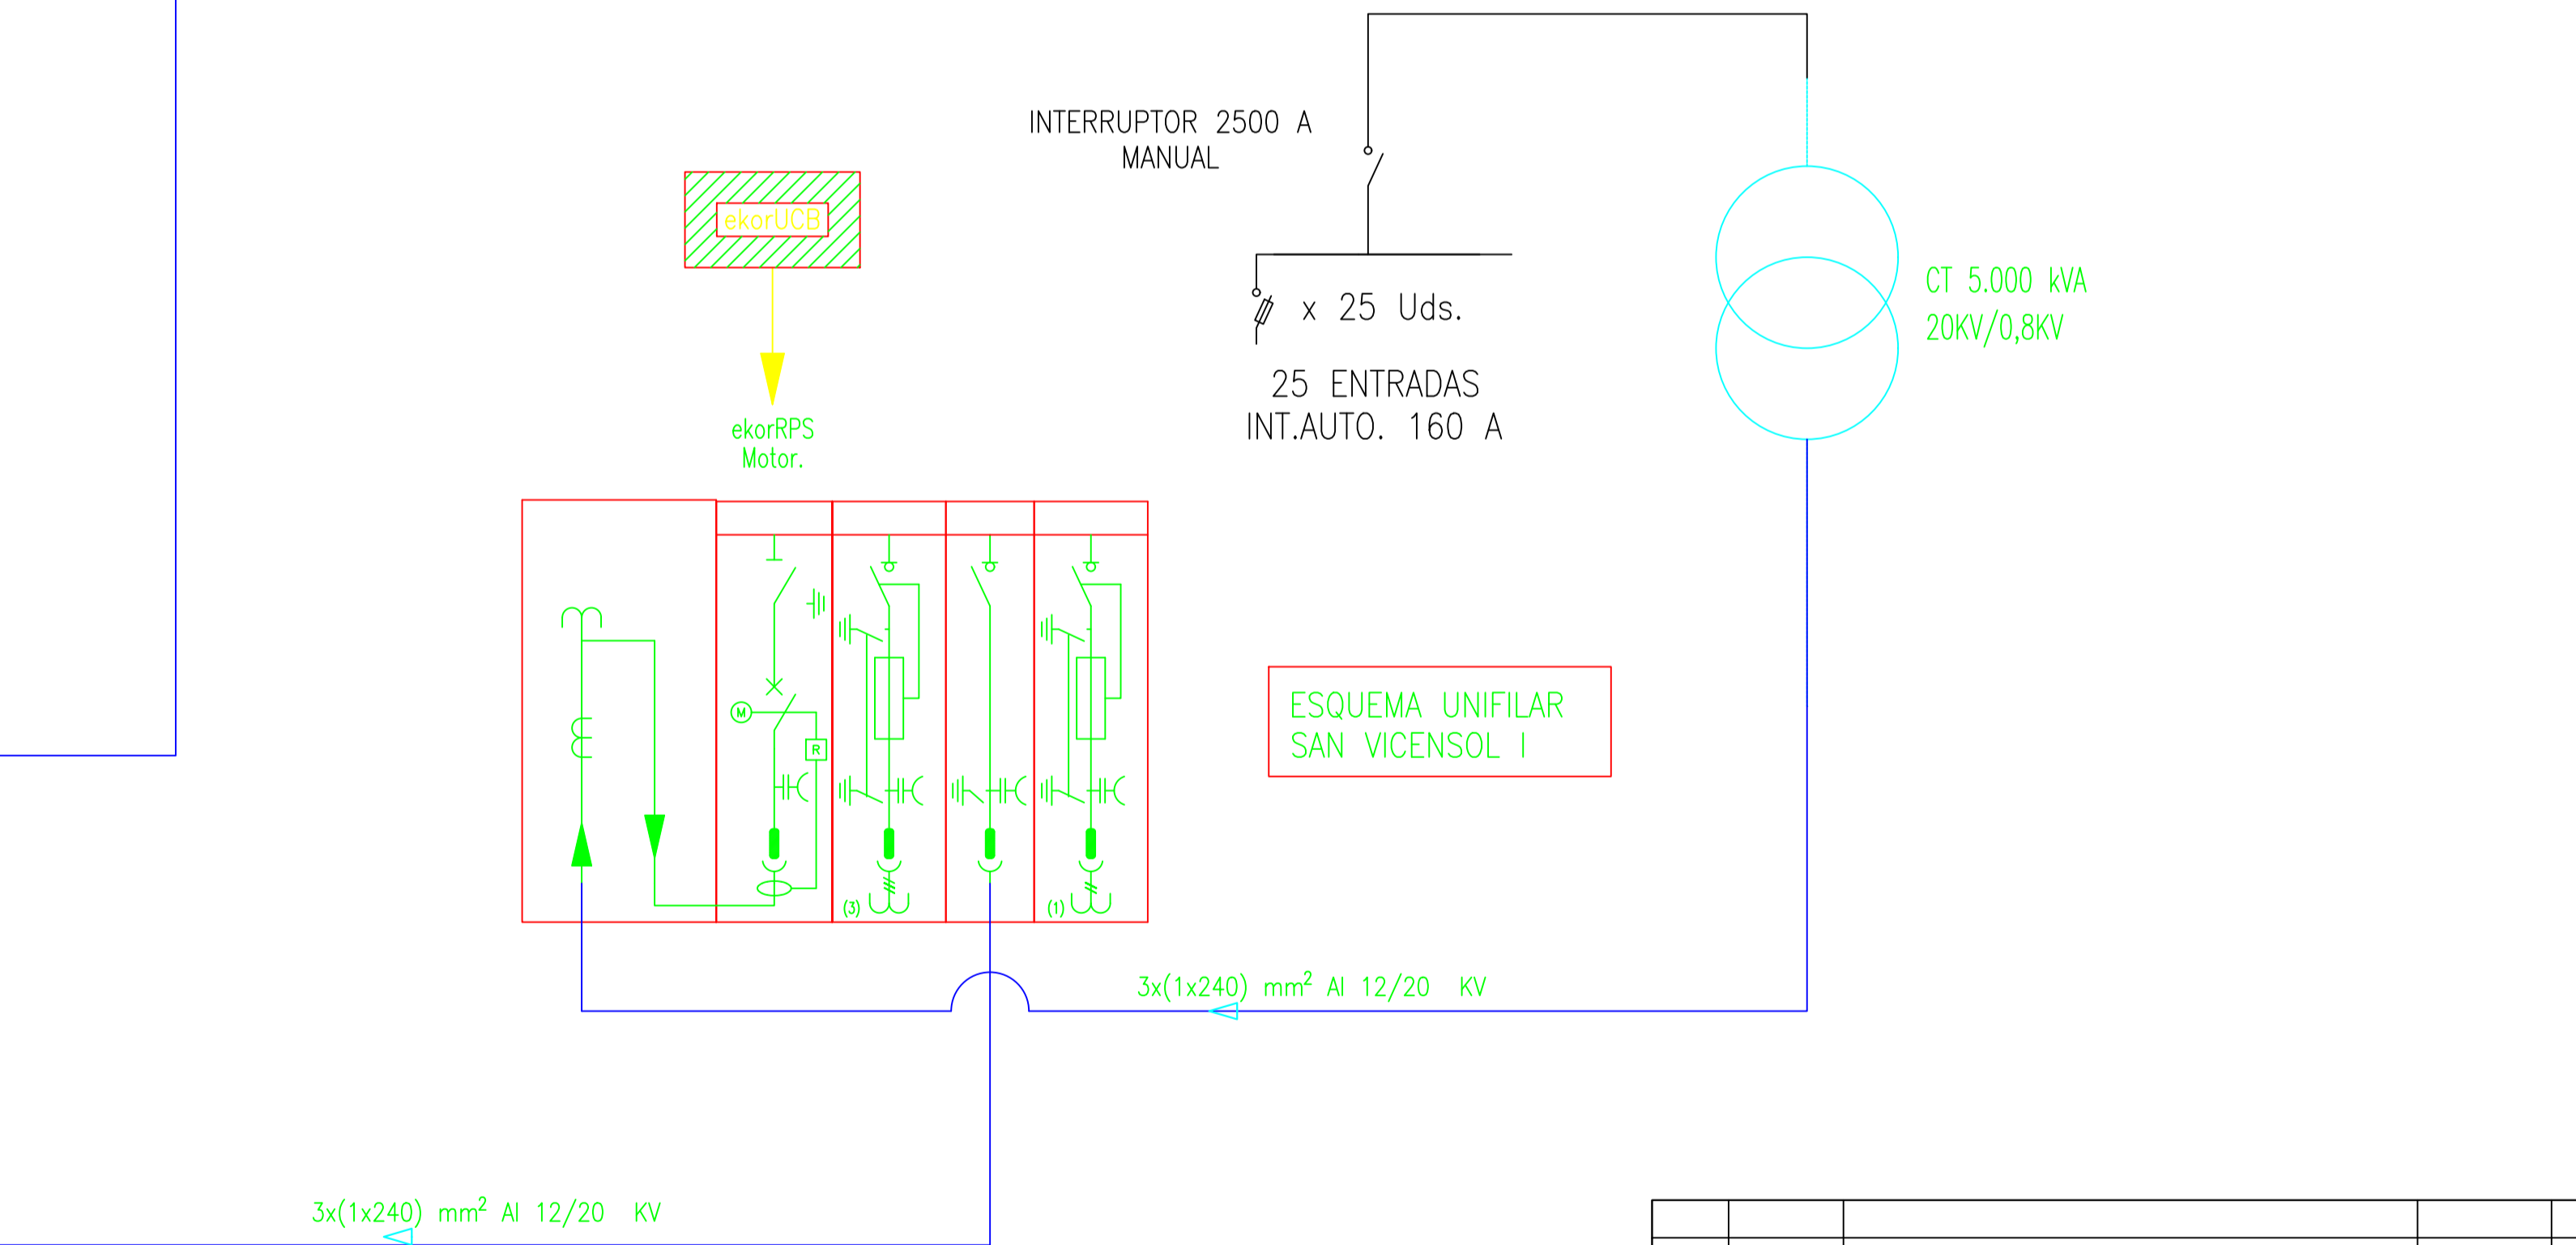 INTERRUPTOR 2500 A
MANUAL
ekorUCB
x 25 Uds.
CT 5.000 kVA
20KV/0,8KV
25 ENTRADAS
INT.AUTO. 160 A
ekorRPS
Motor.
ESQUEMA UNIFILAR
SAN VICENSOL I
M
R
(3)
(1)
3x(1x240) mm² Al 12/20 KV
3x(1x240) mm² Al 12/20 KV